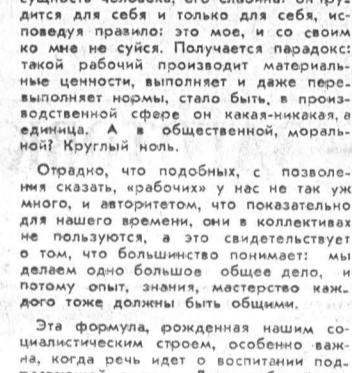 сущность человека, его слабина: он тру-
дится для себя и только для себя, ис-
поведуя правило: это мое, и со своим
ко мне не суйся. Получается парадокс:
такой рабочий производит материаль-
ные ценности, выполняет и даже пере-
выполняет нормы, стало быть, в произ-
водственной сфере он какая-никакая, а
единица. А в общественной, мораль-
ной? Круглый ноль.
Отрадно, что подобных, с позволе-
ния сказать, «рабочих» у нас не так уж
много, и авторитетом, что показательно
для нашего времени, они в коллективах
не пользуются, а это свидетельствует
о том, что большинство понимает: мы
делаем одно большое общее дело, и
потому опыт, знания, мастерство каж-
дого тоже должны быть общими.
Эта формула, рожденная нашим со-
циалистическим строем, особенно важ-
на, когда речь идет о воспитании под-